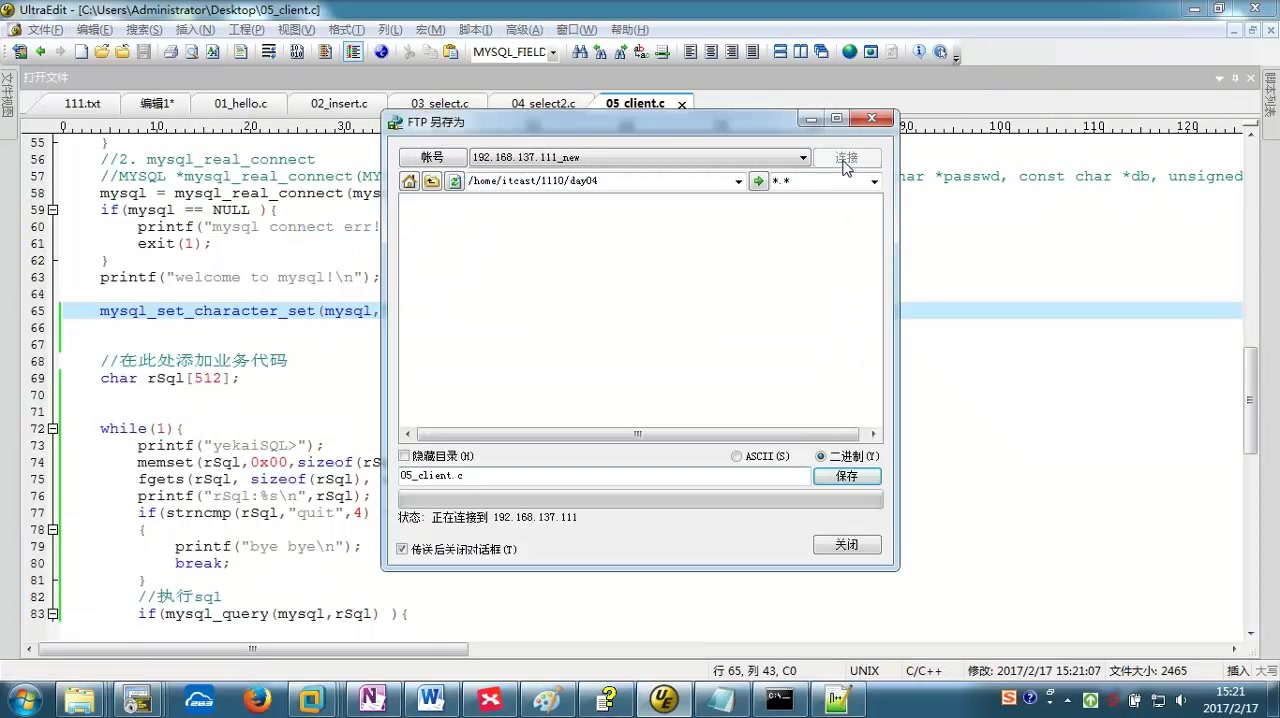 UltraEdit - [C:\Users\Administrator\Desktop\05_client.c]
文件(F) 编辑(E) 搜索(S) 插入(N) 工程(P) 视图(V) 格式(T) 列(L) 宏(M) 脚本(I) 高级(A) 窗口(W) 帮助(H)
MYSQL_FIELD
打开文件
文件视图
脚本列表
111.txt 编辑1* 01_hello.c 02_insert.c 03_select.c 04_select2.c 05_client.c
0 10 20 30 90 100 110 120
FTP 另存为
帐号 192.168.137.111_new 连接
/home/itcast/1110/day04 *.*
隐藏目录(H) ASCII(S) 二进制(Y)
05_client.c 保存
状态: 正在连接到 192.168.137.111
传送后关闭对话框(T) 关闭
55 }
56 //2. mysql_real_connect
57 //MYSQL *mysql_real_connect(MY har *passwd, const char *db, unsigned
58 mysql = mysql_real_connect(mys
59 if(mysql == NULL ){
60 printf("mysql connect err!
61 exit(1);
62 }
63 printf("welcome to mysql!\n");
64
65 mysql_set_character_set(mysql,
66
67
68 //在此处添加业务代码
69 char rSql[512];
70
71
72 while(1){
73 printf("yekaiSQL>");
74 memset(rSql,0x00,sizeof(rS
75 fgets(rSql, sizeof(rSql),
76 printf("rSql:%s\n",rSql);
77 if(strncmp(rSql,"quit",4)
78 {
79 printf("bye bye\n");
80 break;
81 }
82 //执行sql
83 if(mysql_query(mysql,rSql) ){
行 65, 列 43, C0 UNIX C/C++ 修改: 2017/2/17 15:21:07 文件大小: 2465 插入 大写
15:21
2017/2/17